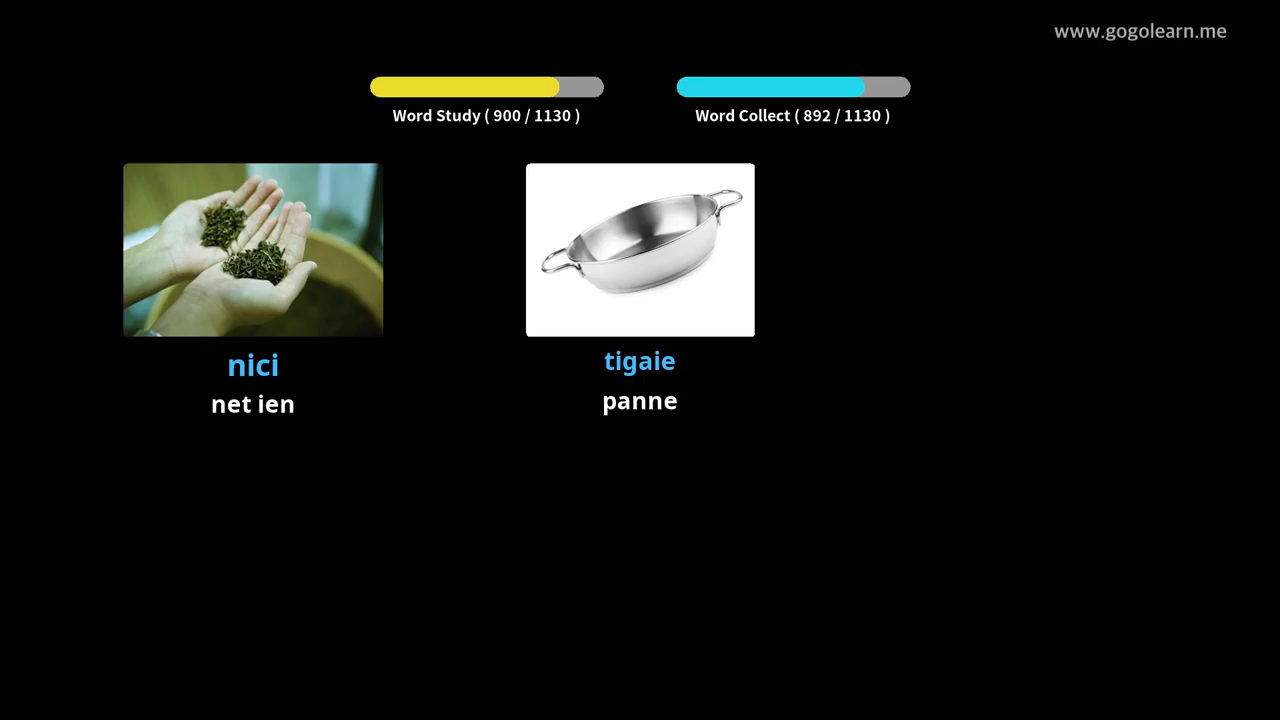 www.gogolearn.me
Word Study ( 900 / 1130 )
Word Collect ( 892 / 1130 )
nici
net ien
tigaie
panne